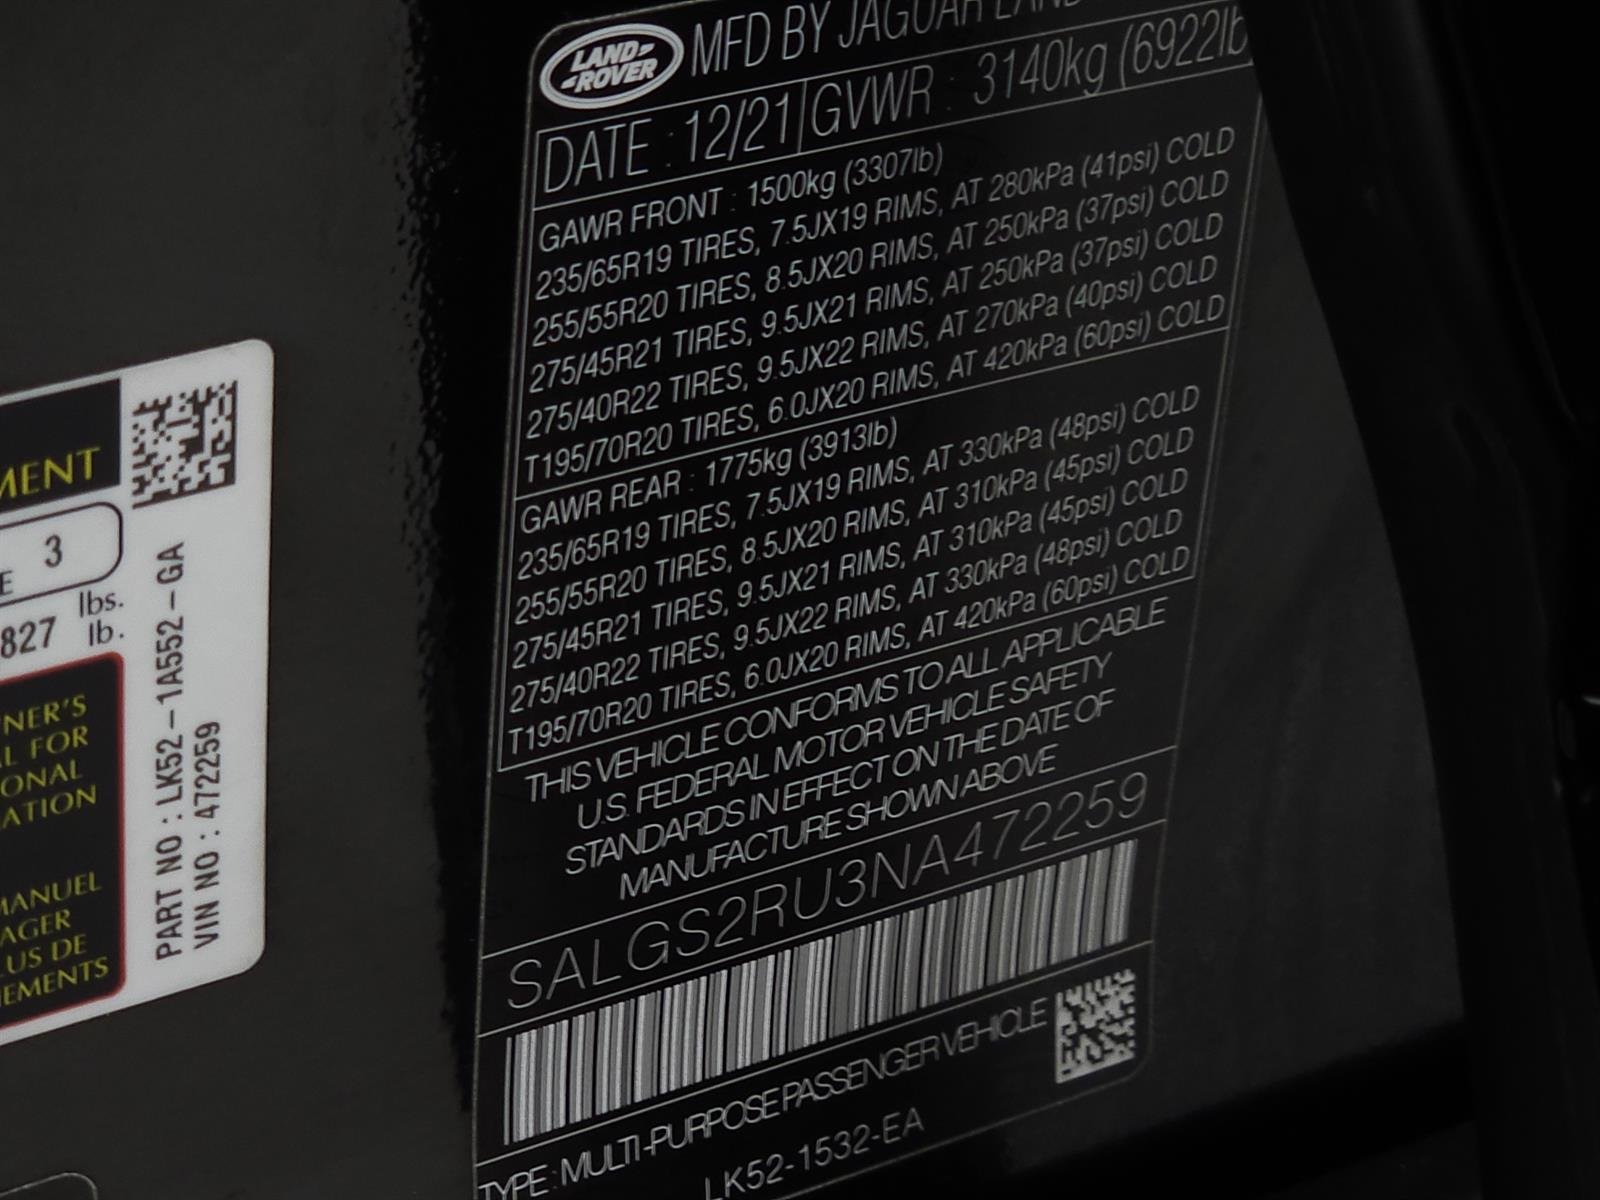 LAND
ROVER
MFD BY JAGUAR LAND
DATE : 12/21 GVWR : 3140kg (6922lb
GAWR FRONT : 1500kg (3307lb)
235/65R19 TIRES, 7.5JX19 RIMS, AT 280kPa (41psi) COLD
255/55R20 TIRES, 8.5JX20 RIMS, AT 250kPa (37psi) COLD
275/45R21 TIRES, 9.5JX21 RIMS, AT 250kPa (37psi) COLD
275/40R22 TIRES, 9.5JX22 RIMS, AT 270kPa (40psi) COLD
T195/70R20 TIRES, 6.0JX20 RIMS, AT 420kPa (60psi) COLD
GAWR REAR : 1775kg (3913lb)
235/65R19 TIRES, 7.5JX19 RIMS, AT 330kPa (48psi) COLD
255/55R20 TIRES, 8.5JX20 RIMS, AT 310kPa (45psi) COLD
275/45R21 TIRES, 9.5JX21 RIMS, AT 310kPa (45psi) COLD
275/40R22 TIRES, 9.5JX22 RIMS, AT 330kPa (48psi) COLD
T195/70R20 TIRES, 6.0JX20 RIMS, AT 420kPa (60psi) COLD
THIS VEHICLE CONFORMS TO ALL APPLICABLE
U.S. FEDERAL MOTOR VEHICLE SAFETY
STANDARDS IN EFFECT ON THE DATE OF
MANUFACTURE SHOWN ABOVE
SALGS2RU3NA472259
TYPE : MULTI-PURPOSE PASSENGER VEHICLE
LK52-1532-EA
MENT
E 3
lbs.
827 lb.
NER'S
L FOR
ONAL
ATION
MANUEL
AGER
LUS DE
EMENTS
PART NO : LK52-1A552-GA
VIN NO : 472259